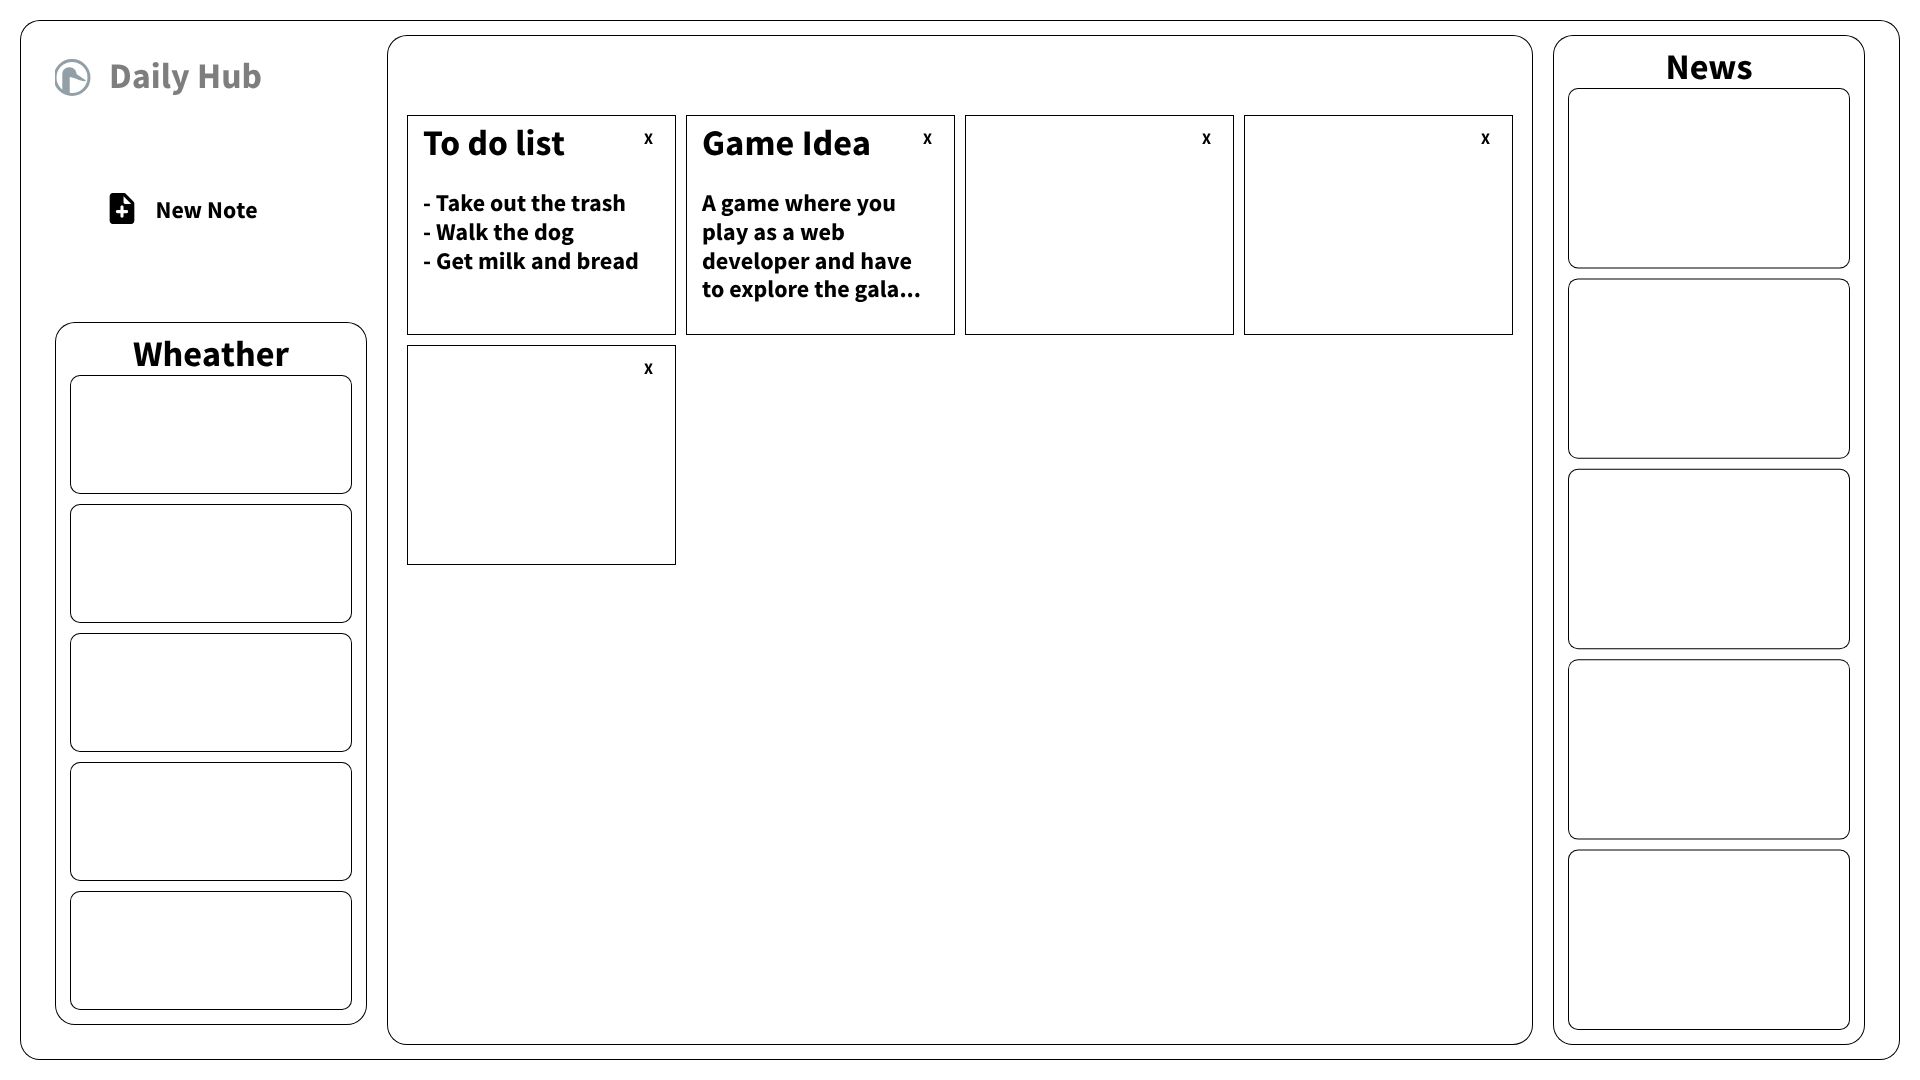 Daily Hub
New Note
Wheather
To do list
x
- Take out the trash
- Walk the dog
- Get milk and bread
Game Idea
x
A game where you
play as a web
developer and have
to explore the gala...
x
x
x
News